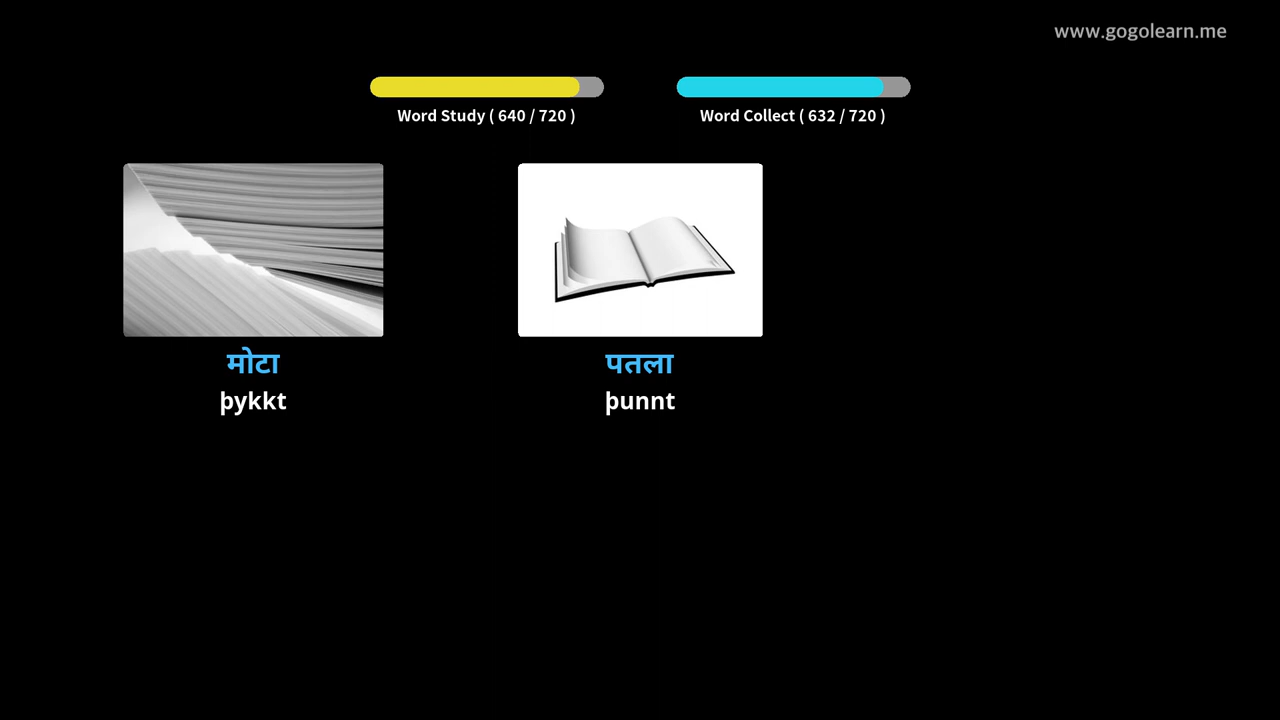 www.gogolearn.me
Word Study ( 640 / 720 )
Word Collect ( 632 / 720 )
मोटा
þykkt
पतला
þunnt